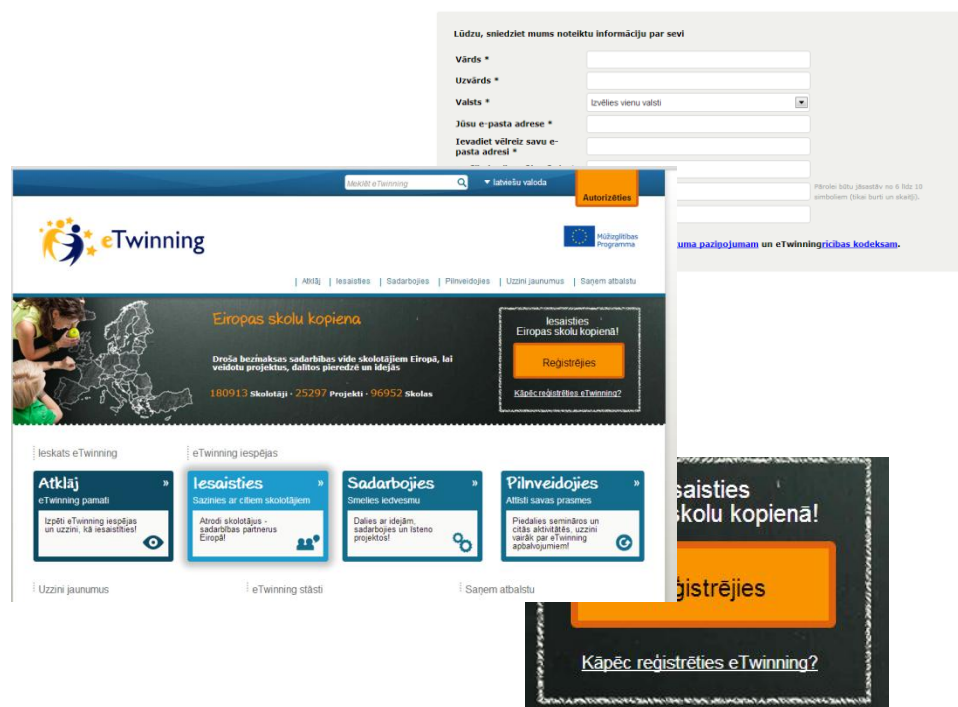 Lūdzu, sniedziet mums noteiktu informāciju par sevi
Vārds *
Uzvārds *
Valsts *
Izvēlies vienu valsti
Jūsu e-pasta adrese *
Ievadiet vēlreiz savu e-
pasta adresi *
Parolei būtu jāsastāv no 6 līdz 10
simboliem (tikai burti un skaitļi).
uma paziņojumam un eTwinningrīcības kodeksam.
Meklēt eTwinning
latviešu valoda
Autorizēties
eTwinning
Mūžizglītības
Programma
| Atklāj | Iesaisties | Sadarbojies | Pilnveidojies | Uzzini jaunumus | Saņem atbalstu
Eiropas skolu kopiena
Droša bezmaksas sadarbības vide skolotājiem Eiropā, lai
veidotu projektus, dalītos pieredzē un idejās
180913 Skolotāji · 25297 Projekti · 96952 Skolas
Iesaisties
Eiropas skolu kopienā!
Reģistrējies
Kāpēc reģistrēties eTwinning?
Ieskats eTwinning
eTwinning iespējas
Atklāj »
eTwinning pamati
Izpēti eTwinning iespējas
un uzzini, kā iesaistīties!
Iesaisties »
Sazinies ar citiem skolotājiem
Atrodi skolotājus -
sadarbības partnerus
Eiropā!
Sadarbojies »
Smelies iedvesmu
Dalies ar idejām,
sadarbojies un īsteno
projektos!
Pilnveidojies »
Attīsti savas prasmes
Piedalies semināros un
citās aktivitātēs, uzzini
vairāk par eTwinning
apbalvojumiem!
Uzzini jaunumus
eTwinning stāsti
Saņem atbalstu
saisties
skolu kopienā!
ģistrējies
Kāpēc reģistrēties eTwinning?